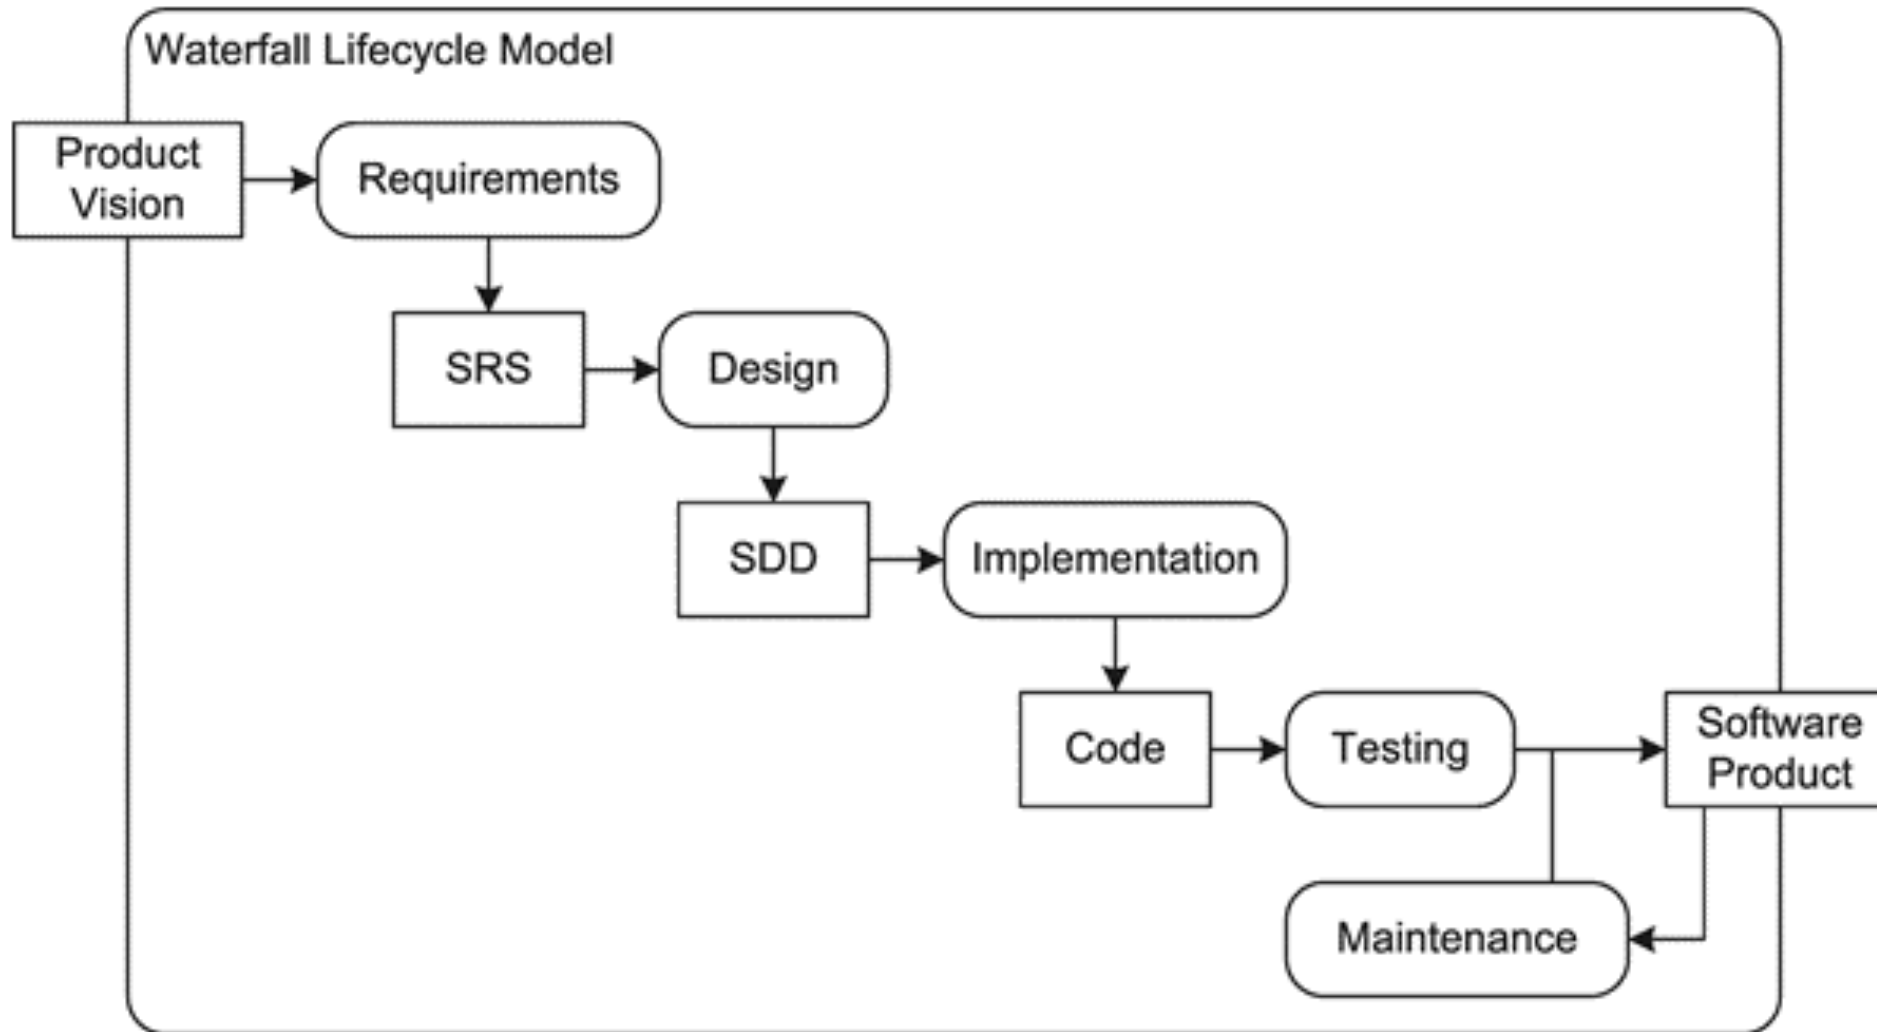 Waterfall Lifecycle Model
Product
Vision
Requirements
SRS
Design
SDD
Implementation
Code
Testing
Software
Product
Maintenance